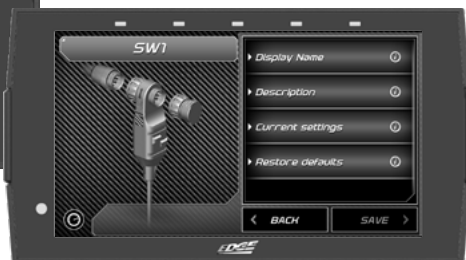 SW1
Display Name
Description
Current settings
Restore defaults
BACK
SAVE
EDGE